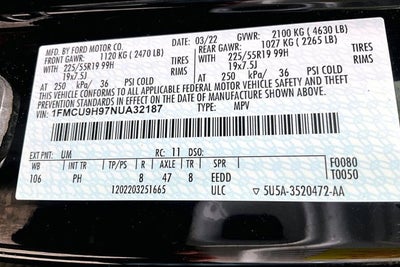 MFD. BY FORD MOTOR CO.
03/22 GVWR: 2100 KG ( 4630 LB)
FRONT GAWR: 1120 KG ( 2470 LB) REAR GAWR: 1027 KG ( 2265 LB)
225/55R19 99H 225/55R19 99H
19x7.5J 19x7.5J
AT 250 kPa/ 36 PSI COLD AT 250 kPa/ 36 PSI COLD
THIS VEHICLE CONFORMS TO ALL APPLICABLE FEDERAL MOTOR VEHICLE SAFETY,
BUMPER, AND THEFT PREVENTION STANDARDS IN EFFECT ON THE DATE OF MANUFACTURE SHOWN ABOVE.
VIN: 1FMCU9H97NUA32187 TYPE: MPV
EXT PNT: UM RC: 11 DSO:
WB INT TR TP/PS R AXLE TR SPR F0080
106 PH 8 47 8 EEDD T0050
1202203251665 ULC 5U5A-3520472-AA